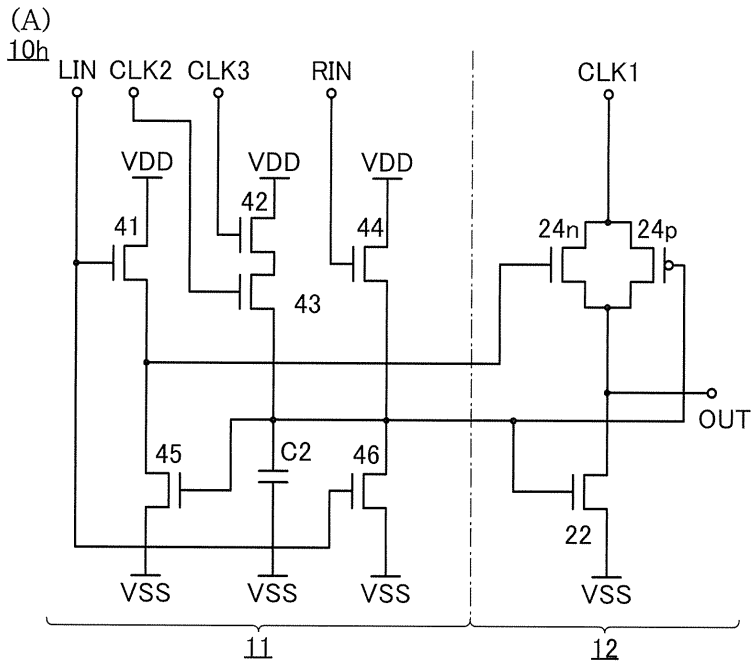 (A)
10h
LIN CLK2 CLK3 RIN CLK1
VDD VDD VDD
41 42 44 24n 24p
43
OUT
45 C2 46
22
VSS VSS VSS VSS
11 12